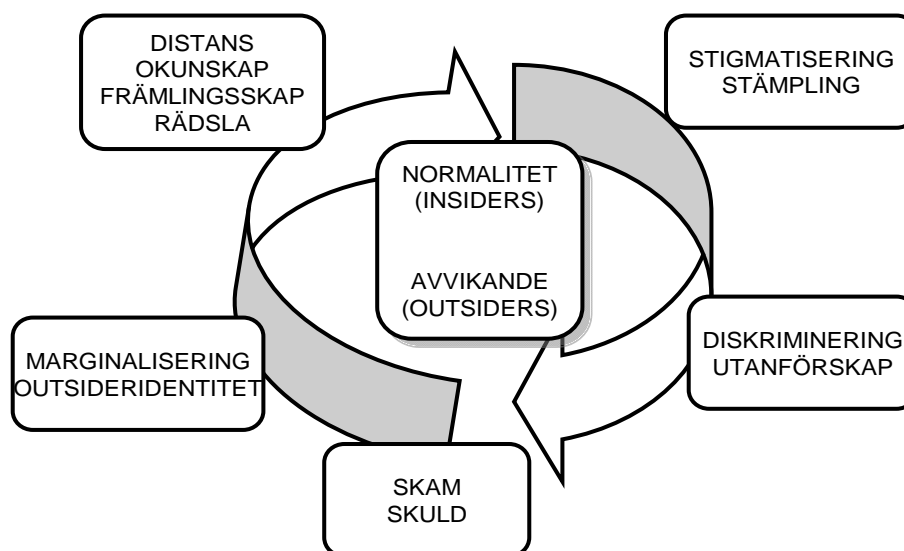 DISTANS
OKUNSKAP
FRÄMLINGSSKAP
RÄDSLA
STIGMATISERING
STÄMPLING
NORMALITET
(INSIDERS)
AVVIKANDE
(OUTSIDERS)
MARGINALISERING
OUTSIDERIDENTITET
DISKRIMINERING
UTANFÖRSKAP
SKAM
SKULD